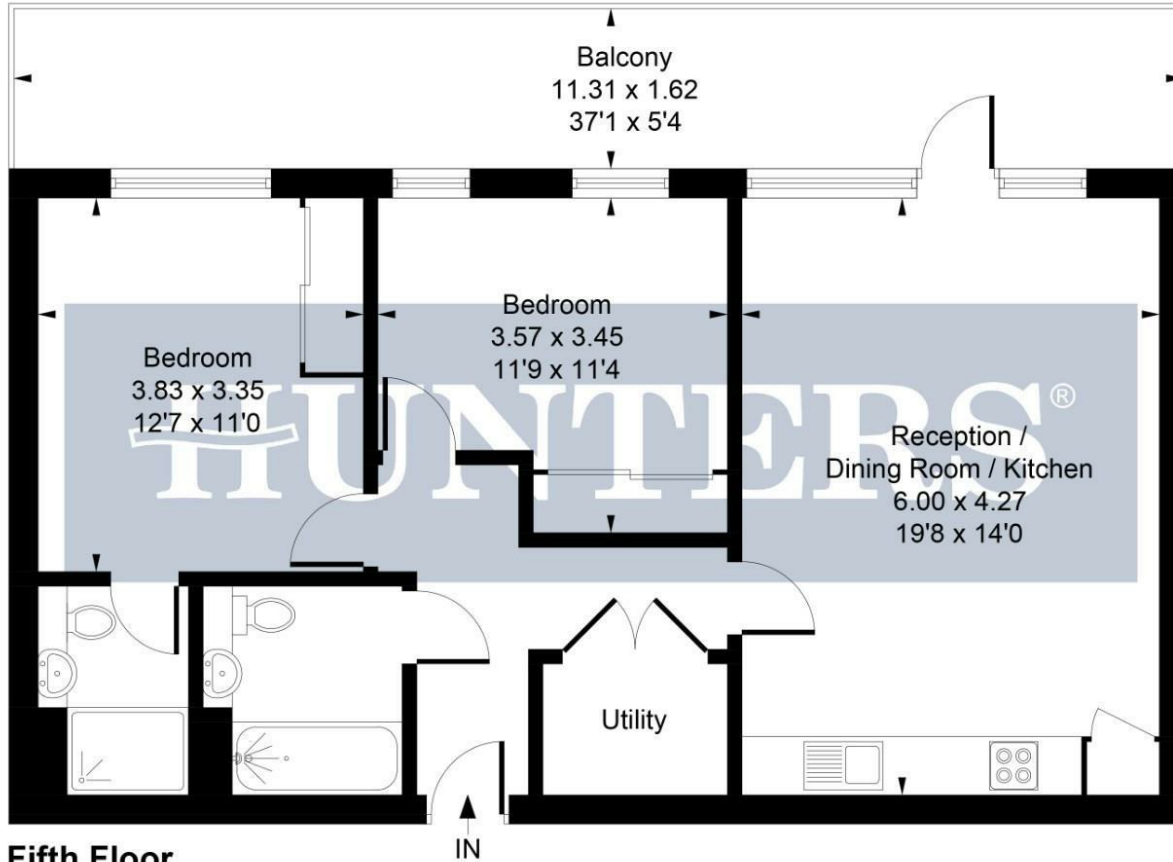 Balcony
11.31 x 1.62
37'1 x 5'4
Bedroom
3.83 x 3.35
12'7 x 11'0
Bedroom
3.57 x 3.45
11'9 x 11'4
HUNTERS®
Reception /
Dining Room / Kitchen
6.00 x 4.27
19'8 x 14'0
Utility
IN
Fifth Floor